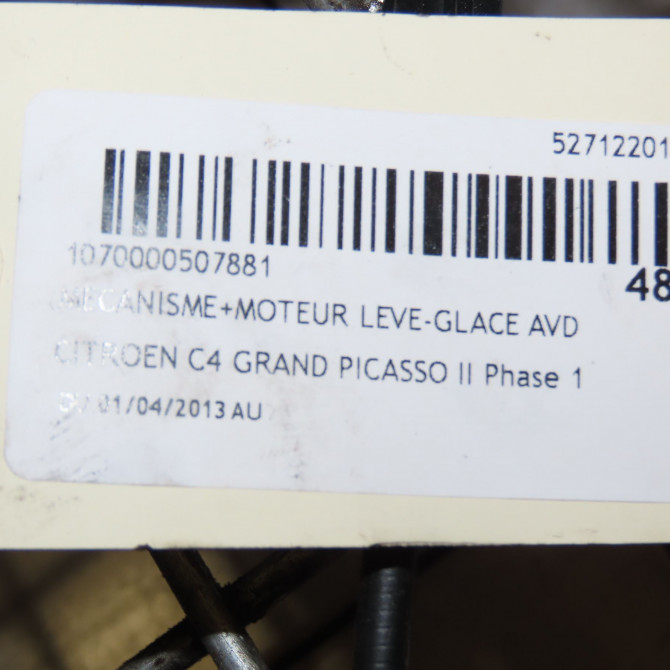 52712201
1070000507881
48
MECANISME+MOTEUR LEVE-GLACE AVD
CITROEN C4 GRAND PICASSO II Phase 1
DU 01/04/2013 AU